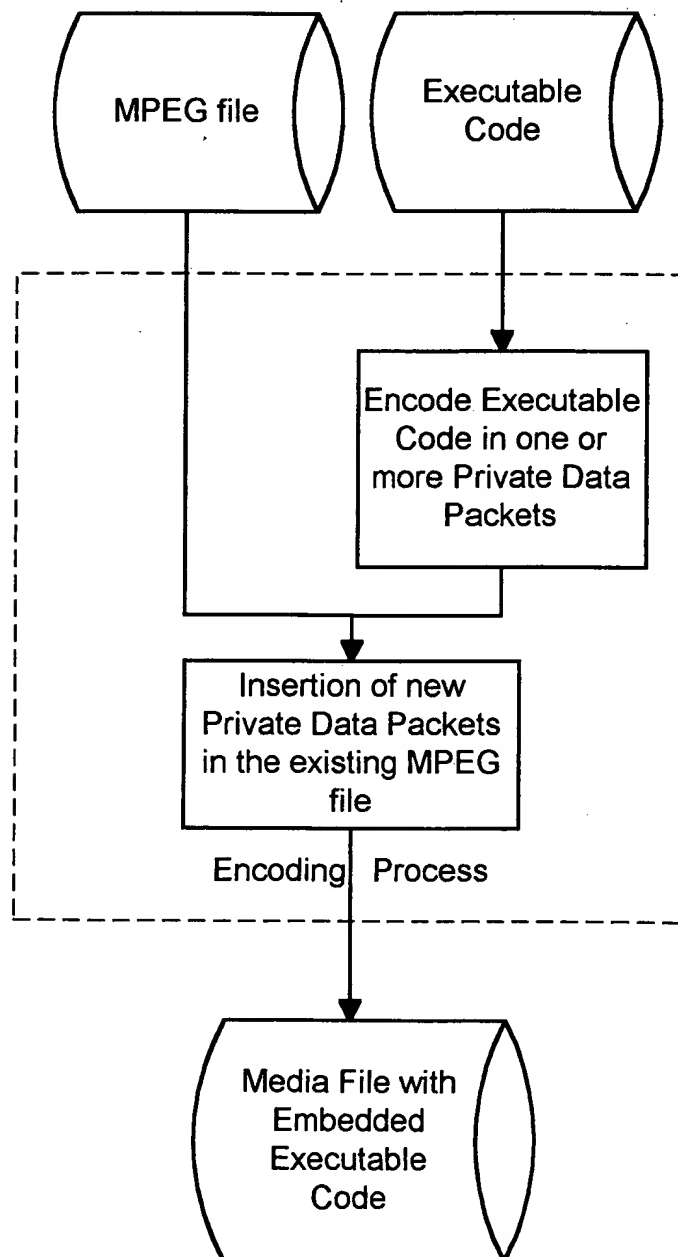 MPEG file
Executable
Code
Encode Executable
Code in one or
more Private Data
Packets
Insertion of new
Private Data Packets
in the existing MPEG
file
Encoding Process
Media File with
Embedded
Executable
Code